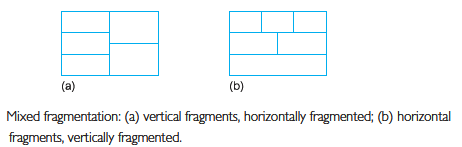 (a) (b)
Mixed fragmentation: (a) vertical fragments, horizontally fragmented; (b) horizontal
fragments, vertically fragmented.